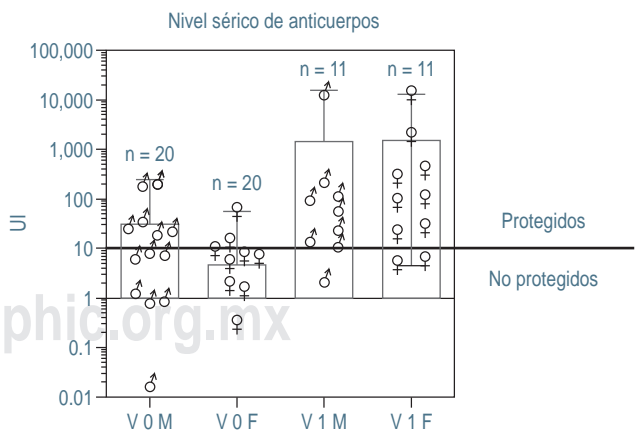 Nivel sérico de anticuerpos
100,000
10,000
1,000
100
10
1
0.1
0.01
UI
n = 20
n = 20
n = 11
n = 11
Protegidos
No protegidos
V 0 M
V 0 F
V 1 M
V 1 F
phic.org.mx